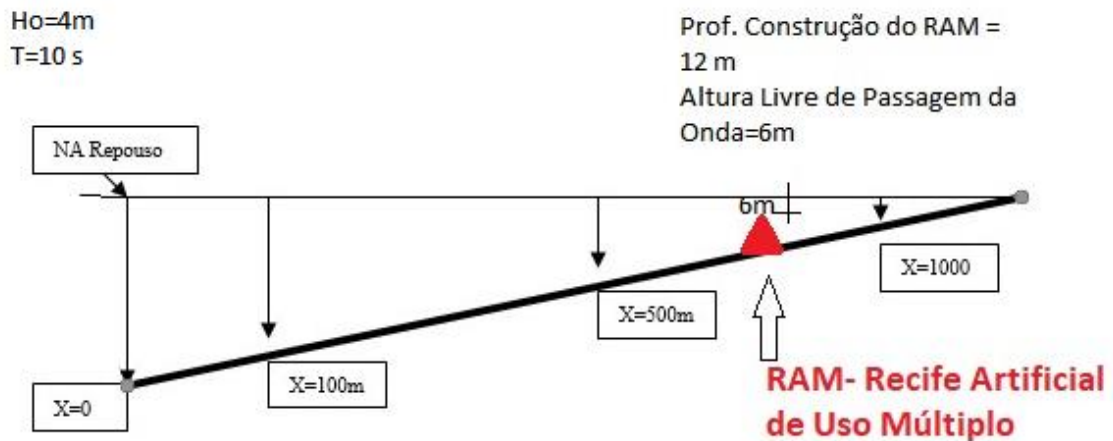 Ho=4m
T=10 s
Prof. Construção do RAM =
12 m
Altura Livre de Passagem da
Onda=6m
NA Repouso
6m
X=1000
X=500m
X=100m
X=0
RAM- Recife Artificial
de Uso Múltiplo